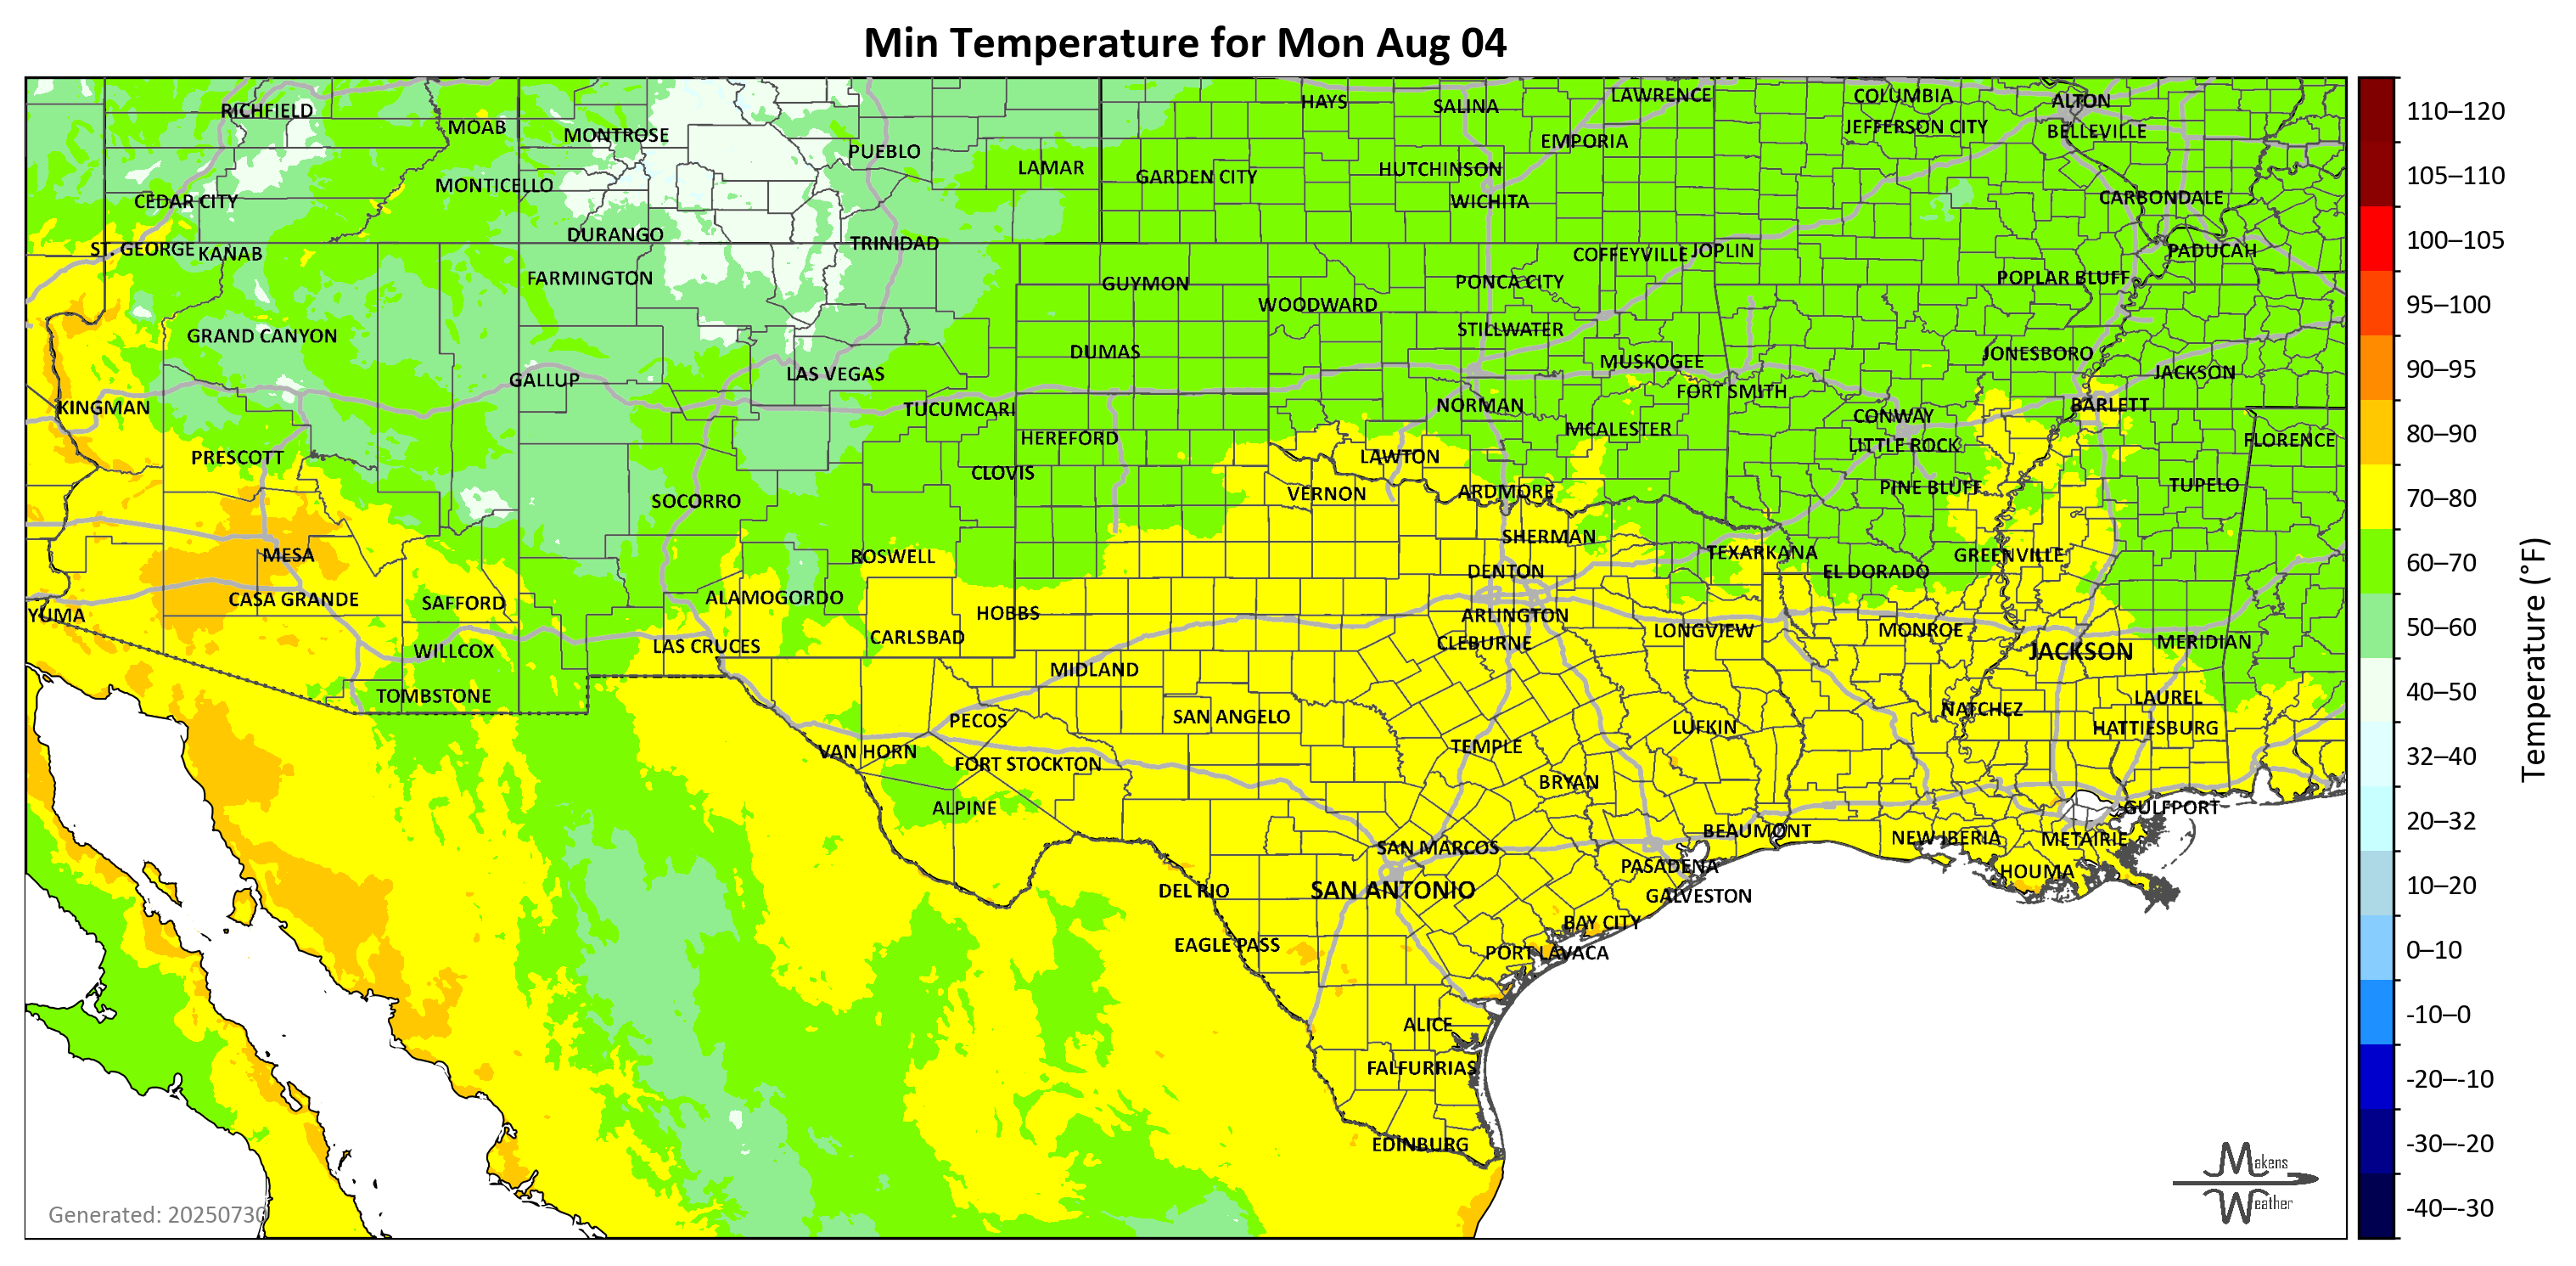 Min Temperature for Mon Aug 04
RICHFIELD
MOAB
MONTROSE
PUEBLO
LAMAR
HAYS
SALINA
LAWRENCE
COLUMBIA
ALTON
EMPORIA
JEFFERSON CITY
BELLEVILLE
MONTICELLO
CEDAR CITY
GARDEN CITY
HUTCHINSON
WICHITA
CARBONDALE
DURANGO
TRINIDAD
ST. GEORGE
KANAB
COFFEYVILLE
JOPLIN
PADUCAH
FARMINGTON
GUYMON
WOODWARD
PONCA CITY
POPLAR BLUFF
GRAND CANYON
DUMAS
STILLWATER
MUSKOGEE
JONESBORO
JACKSON
GALLUP
LAS VEGAS
FORT SMITH
KINGMAN
TUCUMCARI
NORMAN
CONWAY
BARLETT
PRESCOTT
HEREFORD
MCALESTER
LITTLE ROCK
FLORENCE
CLOVIS
LAWTON
SOCORRO
VERNON
ARDMORE
PINE BLUFF
TUPELO
MESA
ROSWELL
SHERMAN
TEXARKANA
GREENVILLE
CASA GRANDE
SAFFORD
ALAMOGORDO
DENTON
EL DORADO
YUMA
HOBBS
ARLINGTON
WILLCOX
LAS CRUCES
CARLSBAD
CLEBURNE
LONGVIEW
MONROE
JACKSON
MERIDIAN
TOMBSTONE
MIDLAND
LAUREL
PECOS
SAN ANGELO
LUFKIN
NATCHEZ
HATTIESBURG
VAN HORN
FORT STOCKTON
TEMPLE
ALPINE
BRYAN
GULFPORT
SAN MARCOS
BEAUMONT
NEW IBERIA
METAIRIE
DEL RIO
SAN ANTONIO
PASADENA
HOUMA
GALVESTON
EAGLE PASS
BAY CITY
PORT LAVACA
ALICE
FALFURRIAS
EDINBURG
Generated: 20250730
Makens
Weather
110–120
105–110
100–105
95–100
90–95
80–90
70–80
60–70
50–60
40–50
32–40
20–32
10–20
0–10
-10–0
-20–-10
-30–-20
-40–-30
Temperature (°F)